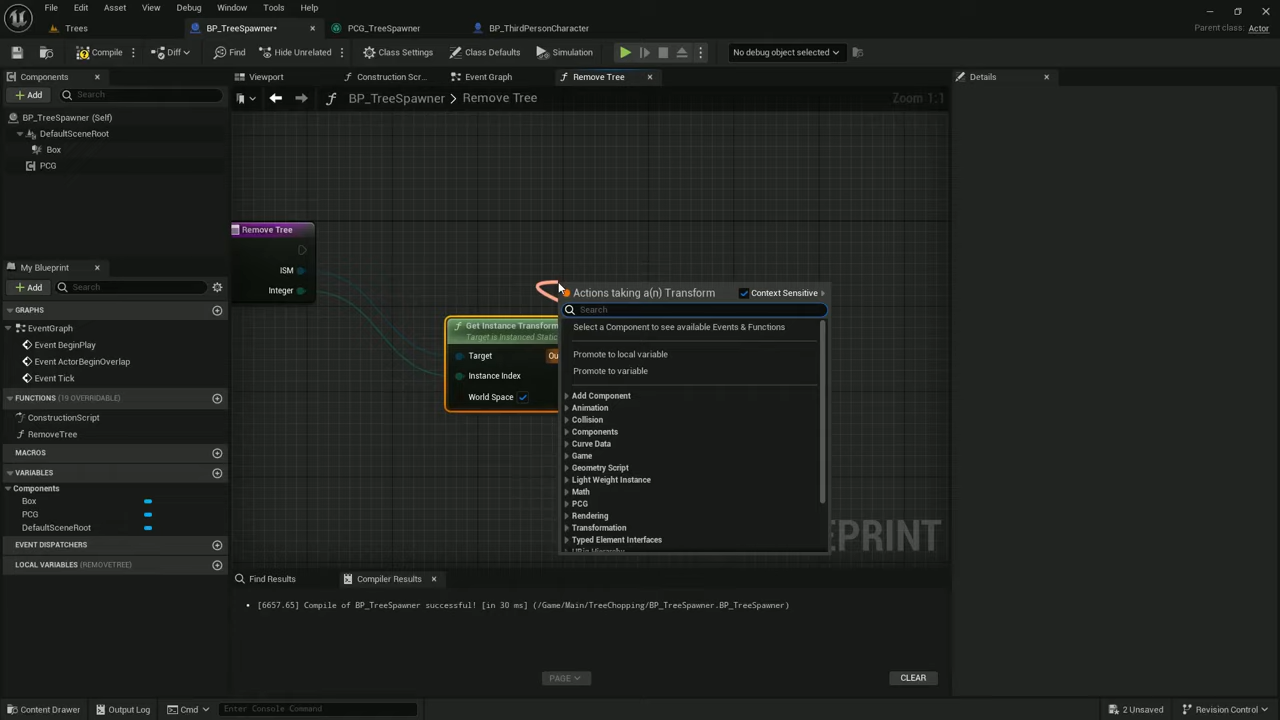 File Edit Asset View Debug Window Tools Help
Trees BP_TreeSpawner• PCG_TreeSpawner BP_ThirdPersonCharacter Parent class: Actor
Compile Diff Find Hide Unrelated Class Settings Class Defaults Simulation No debug object selected
Components Viewport Construction Scr... Event Graph Remove Tree Details
Add Search BP_TreeSpawner Remove Tree Zoom 1:1
BP_TreeSpawner (Self)
DefaultSceneRoot
Box
PCG
Remove Tree
ISM
Integer
Get Instance Transform
Target is Instanced Static
Target
Instance Index
World Space
Actions taking a(n) Transform Context Sensitive
Search
Select a Component to see available Events & Functions
Promote to local variable
Promote to variable
Add Component
Animation
Collision
Components
Curve Data
Game
Geometry Script
Light Weight Instance
Math
PCG
Rendering
Transformation
Typed Element Interfaces
My Blueprint
Add Search
GRAPHS
EventGraph
Event BeginPlay
Event ActorBeginOverlap
Event Tick
FUNCTIONS (19 OVERRIDABLE)
ConstructionScript
RemoveTree
MACROS
VARIABLES
Components
Box
PCG
DefaultSceneRoot
EVENT DISPATCHERS
LOCAL VARIABLES (REMOVETREE)
Find Results Compiler Results
[6657.65] Compile of BP_TreeSpawner successful! [in 30 ms] (/Game/Main/TreeChopping/BP_TreeSpawner.BP_TreeSpawner)
PAGE CLEAR
Content Drawer Output Log Cmd Enter Console Command 2 Unsaved Revision Control